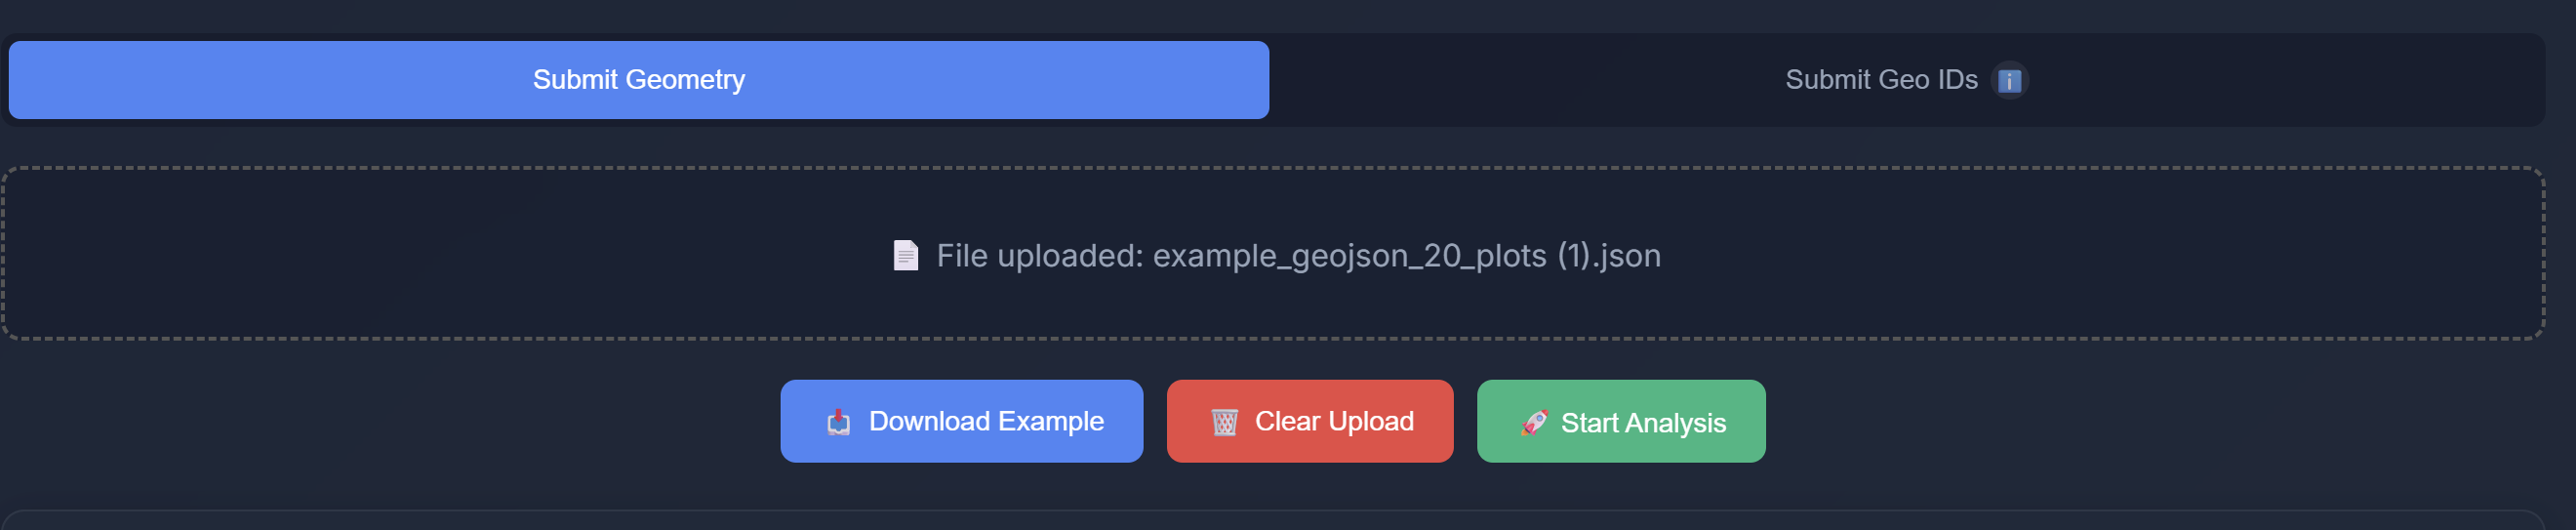 Submit Geometry
Submit Geo IDs ℹ️
File uploaded: example_geojson_20_plots (1).json
Download Example
Clear Upload
Start Analysis